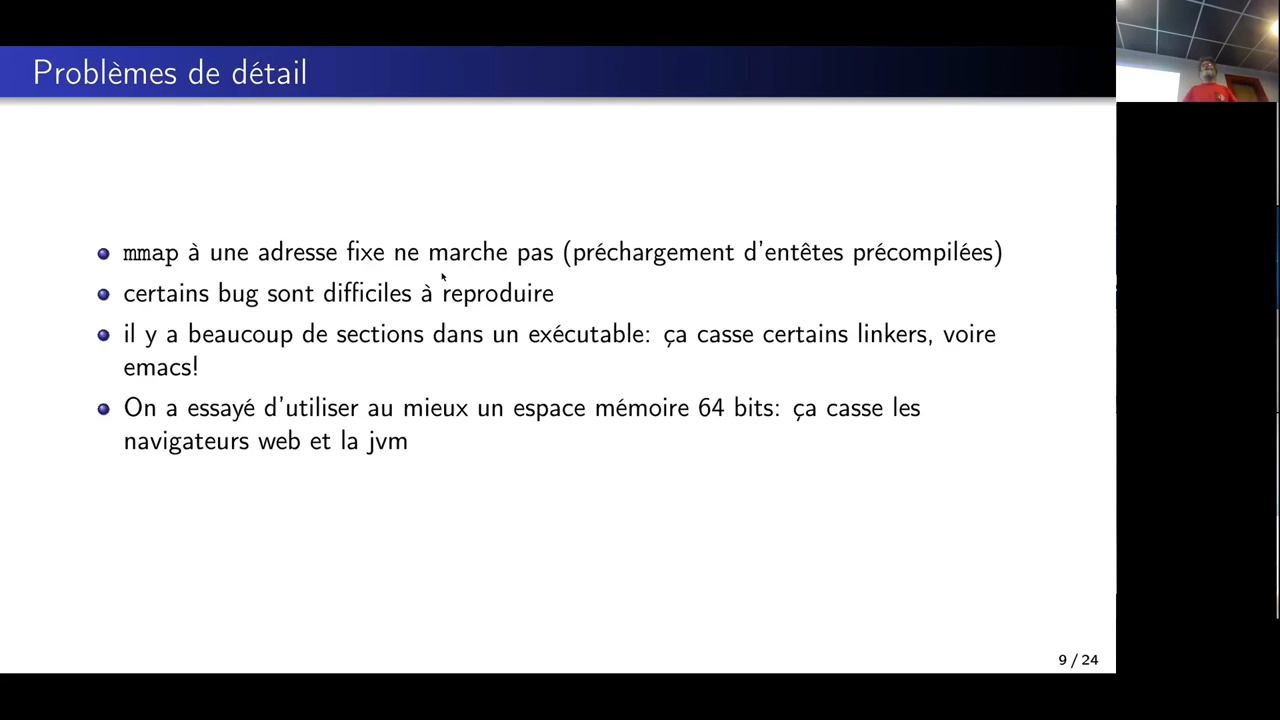 Problèmes de détail
mmap à une adresse fixe ne marche pas (préchargement d'entêtes précompilées)
certains bug sont difficiles à reproduire
il y a beaucoup de sections dans un exécutable: ça casse certains linkers, voire
emacs!
On a essayé d'utiliser au mieux un espace mémoire 64 bits: ça casse les
navigateurs web et la jvm
9 / 24